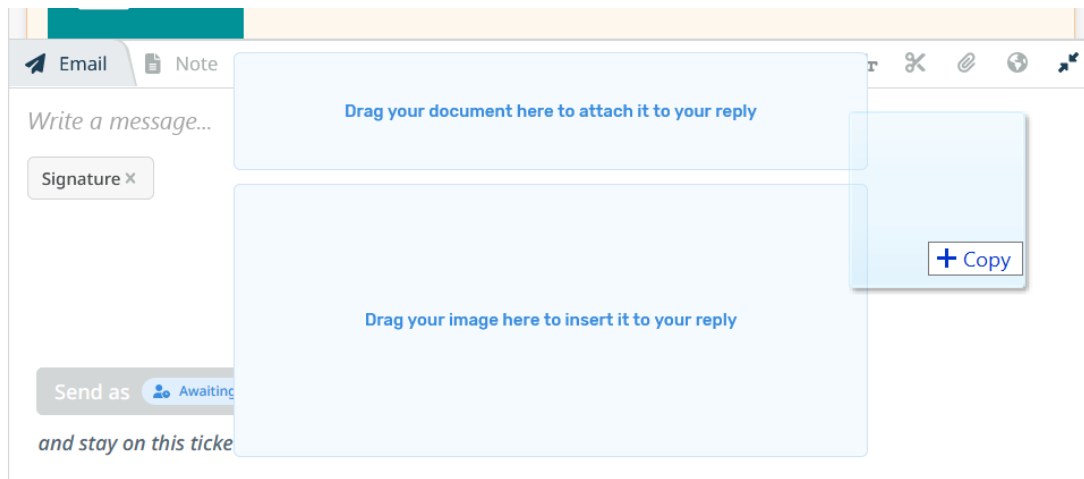 Email
Note
Drag your document here to attach it to your reply
Write a message...
Signature ×
Copy
Drag your image here to insert it to your reply
Send as Awaiting
and stay on this ticke